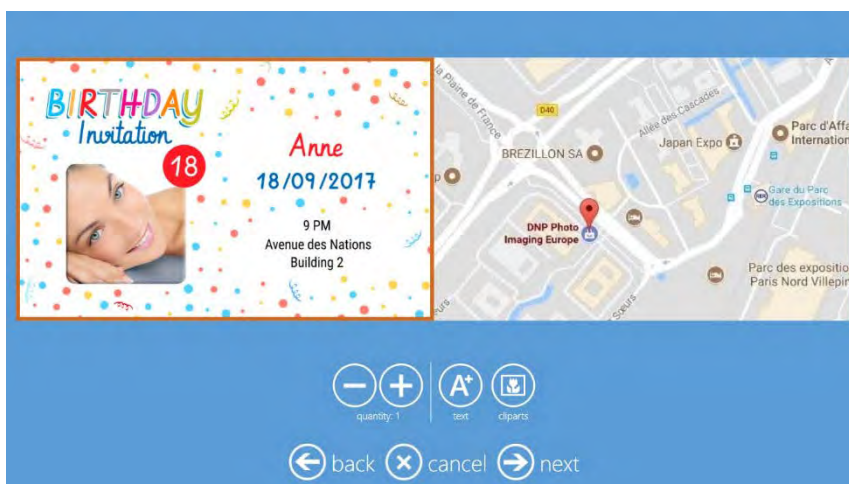 BIRTHDAY
Invitation
18
Anne
18/09/2017
9 PM
Avenue des Nations
Building 2
la Plaine de France
D40
Allée des Cascades
BREZILLON SA
Japan Expo
Parc d'Affa
Internation
Gare du Parc
des Expositions
DNP Photo
Imaging Europe
Parc des expositio
Paris Nord Villepin
quantity: 1
text
cliparts
back
cancel
next